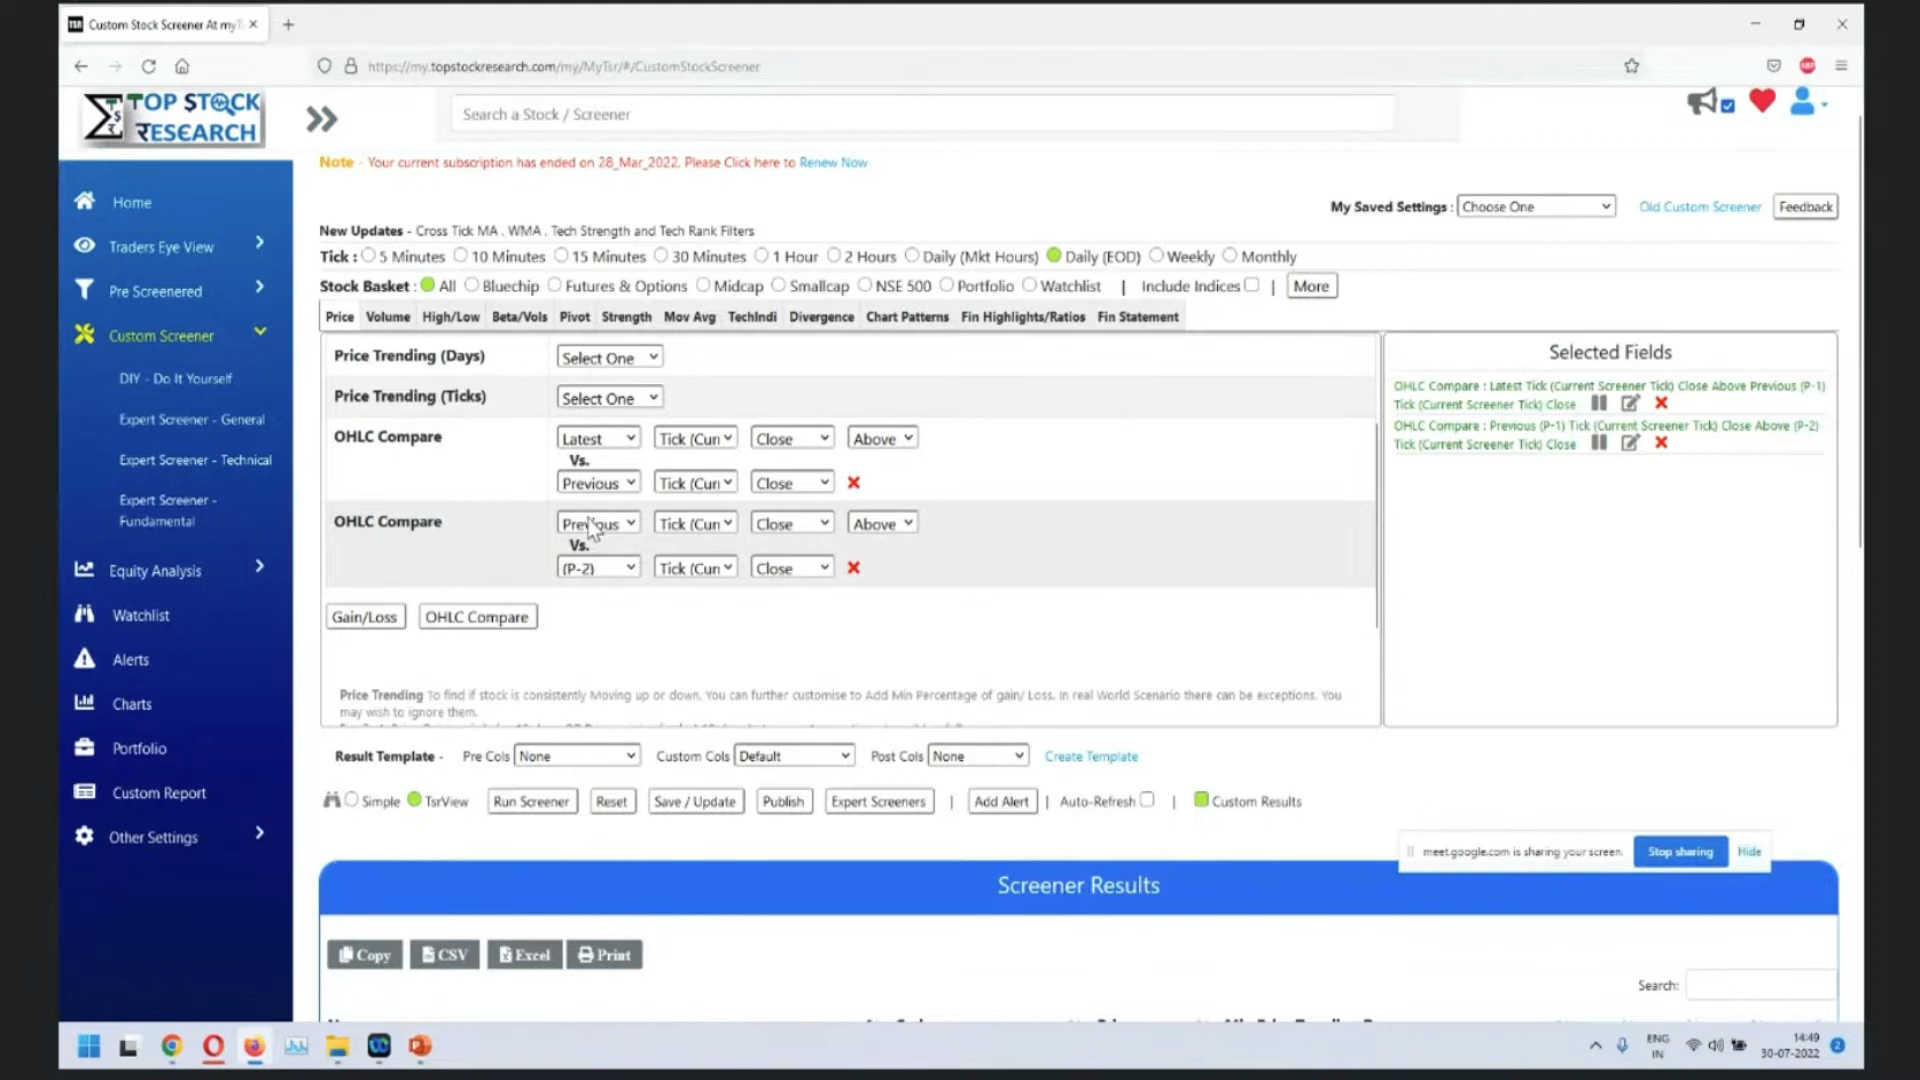 Custom Stock Screener At myT
https://my.topstockresearch.com/my/MyTsr/#/CustomStockScreener
TOP STOCK
RESEARCH
Search a Stock / Screener
Note - Your current subscription has ended on 28_Mar_2022. Please Click here to Renew Now
My Saved Settings : Choose One Old Custom Screener Feedback
New Updates - Cross Tick MA , WMA , Tech Strength and Tech Rank Filters
Tick : 5 Minutes 10 Minutes 15 Minutes 30 Minutes 1 Hour 2 Hours Daily (Mkt Hours) Daily (EOD) Weekly Monthly
Stock Basket : All Bluechip Futures & Options Midcap Smallcap NSE 500 Portfolio Watchlist | Include Indices | More
Price Volume High/Low Beta/Vols Pivot Strength Mov Avg TechIndi Divergence Chart Patterns Fin Highlights/Ratios Fin Statement
Home
Traders Eye View
Pre Screenered
Custom Screener
DIY - Do It Yourself
Expert Screener - General
Expert Screener - Technical
Expert Screener -
Fundamental
Equity Analysis
Watchlist
Alerts
Charts
Portfolio
Custom Report
Other Settings
Price Trending (Days) Select One
Price Trending (Ticks) Select One
OHLC Compare Latest Tick (Curr Close Above
Vs.
Previous Tick (Curr Close
OHLC Compare Previous Tick (Curr Close Above
Vs.
(P-2) Tick (Curr Close
Gain/Loss OHLC Compare
Price Trending To find if stock is consistently Moving up or down. You can further customise to Add Min Percentage of gain/ Loss. In real World Scenario there can be exceptions. You
may wish to ignore them.
Selected Fields
OHLC Compare : Latest Tick (Current Screener Tick) Close Above Previous (P-1)
Tick (Current Screener Tick) Close
OHLC Compare : Previous (P-1) Tick (Current Screener Tick) Close Above (P-2)
Tick (Current Screener Tick) Close
Result Template - Pre Cols None Custom Cols Default Post Cols None Create Template
Simple TsrView Run Screener Reset Save / Update Publish Expert Screeners | Add Alert | Auto-Refresh | Custom Results
meet.google.com is sharing your screen. Stop sharing Hide
Screener Results
Copy CSV Excel Print
Search:
ENG
IN
14:49
30-07-2022
2